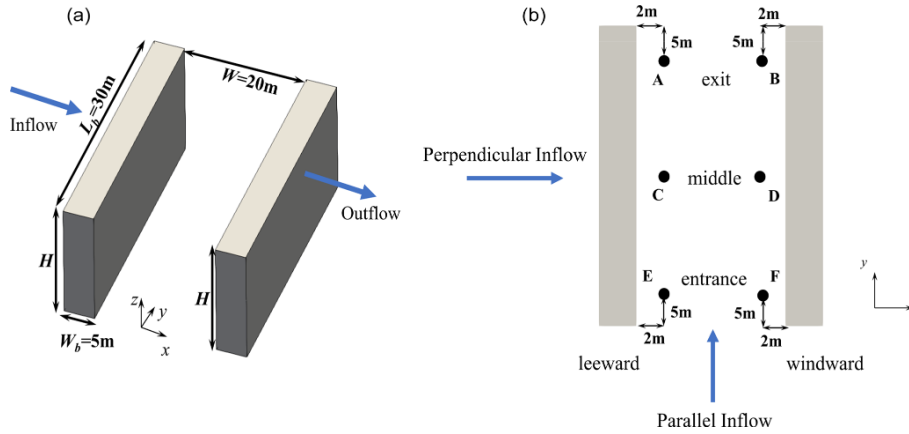 (a)
W=20m
L_b=30m
Inflow
Outflow
H
H
z
y
x
W_b=5m
(b)
2m
2m
5m
5m
A
B
exit
Perpendicular Inflow
middle
C
D
E
entrance
F
5m
5m
2m
2m
leeward
windward
Parallel Inflow
y